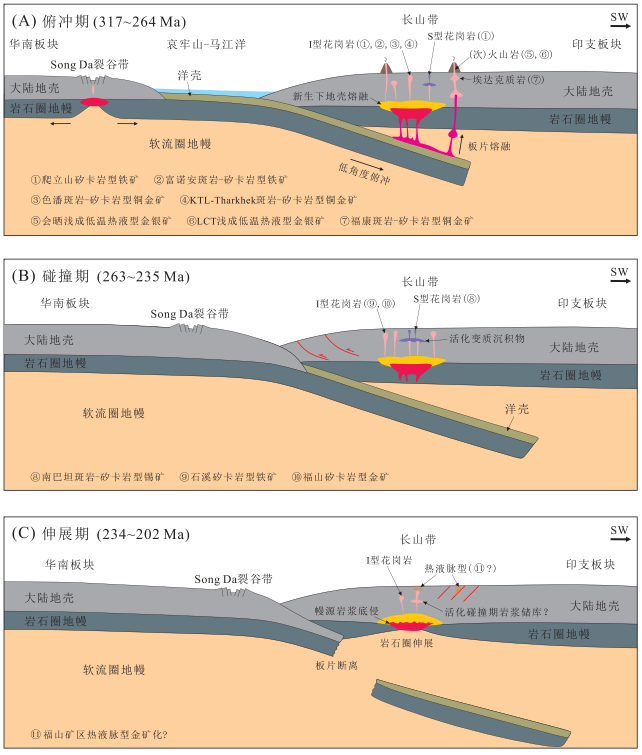 (A) 俯冲期 (317~264 Ma)
SW
华南板块
哀牢山-马江洋
长山带
印支板块
I型花岗岩(①,②,③,④)
S型花岗岩(①)
Song Da裂谷带
洋壳
(次)火山岩(⑤,⑥)
埃达克质岩(⑦)
大陆地壳
新生下地壳熔融
大陆地壳
岩石圈地幔
岩石圈地幔
软流圈地幔
板片熔融
低角度俯冲
①爬立山矽卡岩型铁矿
②富诺安斑岩-矽卡岩型铁矿
③色潘斑岩-矽卡岩型铜金矿
④KTL-Tharkhek斑岩-矽卡岩型铜金矿
⑤会晒浅成低温热液型金银矿
⑥LCT浅成低温热液型金银矿
⑦福康斑岩-矽卡岩型铜金矿
(B) 碰撞期 (263~235 Ma)
SW
长山带
华南板块
Song Da裂谷带
I型花岗岩(⑨,⑩)
S型花岗岩(⑧)
印支板块
大陆地壳
活化变质沉积物
大陆地壳
岩石圈地幔
岩石圈地幔
软流圈地幔
洋壳
⑧南巴坦斑岩-矽卡岩型锡矿
⑨石溪矽卡岩型铁矿
⑩福山矽卡岩型金矿
(C) 伸展期 (234~202 Ma)
SW
长山带
华南板块
I型花岗岩
热液脉型(⑪?)
印支板块
Song Da裂谷带
大陆地壳
幔源岩浆底侵
活化碰撞期岩浆储库?
大陆地壳
岩石圈地幔
岩石圈伸展
岩石圈地幔
软流圈地幔
板片断离
⑪福山矿区热液脉型金矿化?